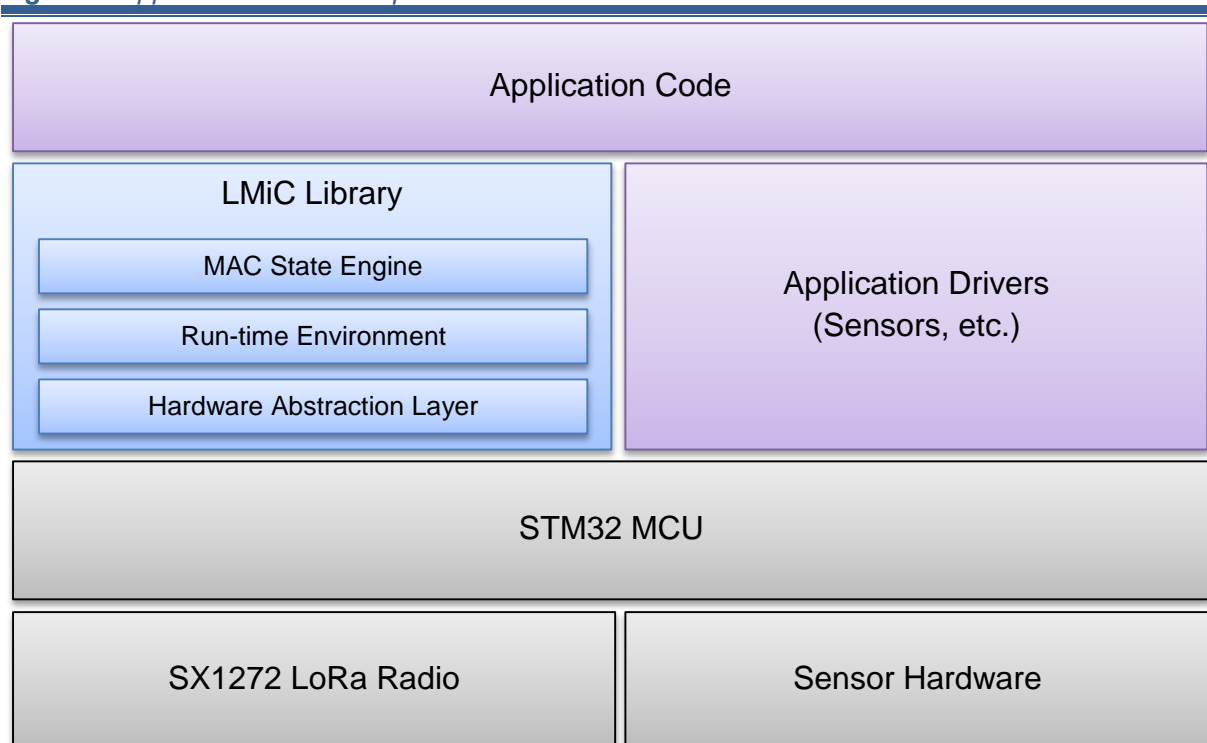 Application Code
LMiC Library
MAC State Engine
Run-time Environment
Hardware Abstraction Layer
Application Drivers
(Sensors, etc.)
STM32 MCU
SX1272 LoRa Radio
Sensor Hardware